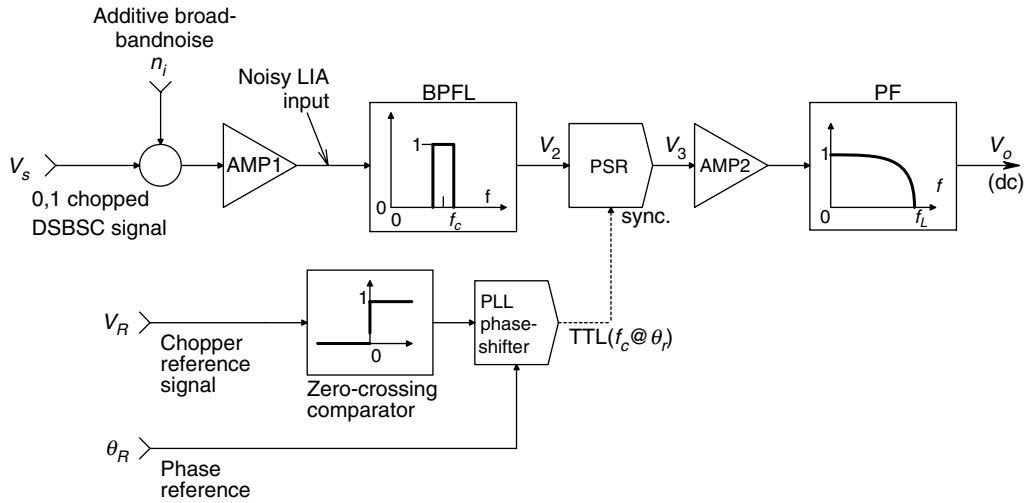 Additive broad-
bandnoise
n_i
Noisy LIA
input
BPFL
PF
V_s
AMP1
1
0
0
f_c
f
V_2
PSR
V_3
AMP2
1
0
f
f_L
V_o
(dc)
0,1 chopped
DSBSC signal
sync.
V_R
Chopper
reference
signal
1
0
Zero-crossing
comparator
PLL
phase-
shifter
TTL(f_c@θ_r)
θ_R
Phase
reference